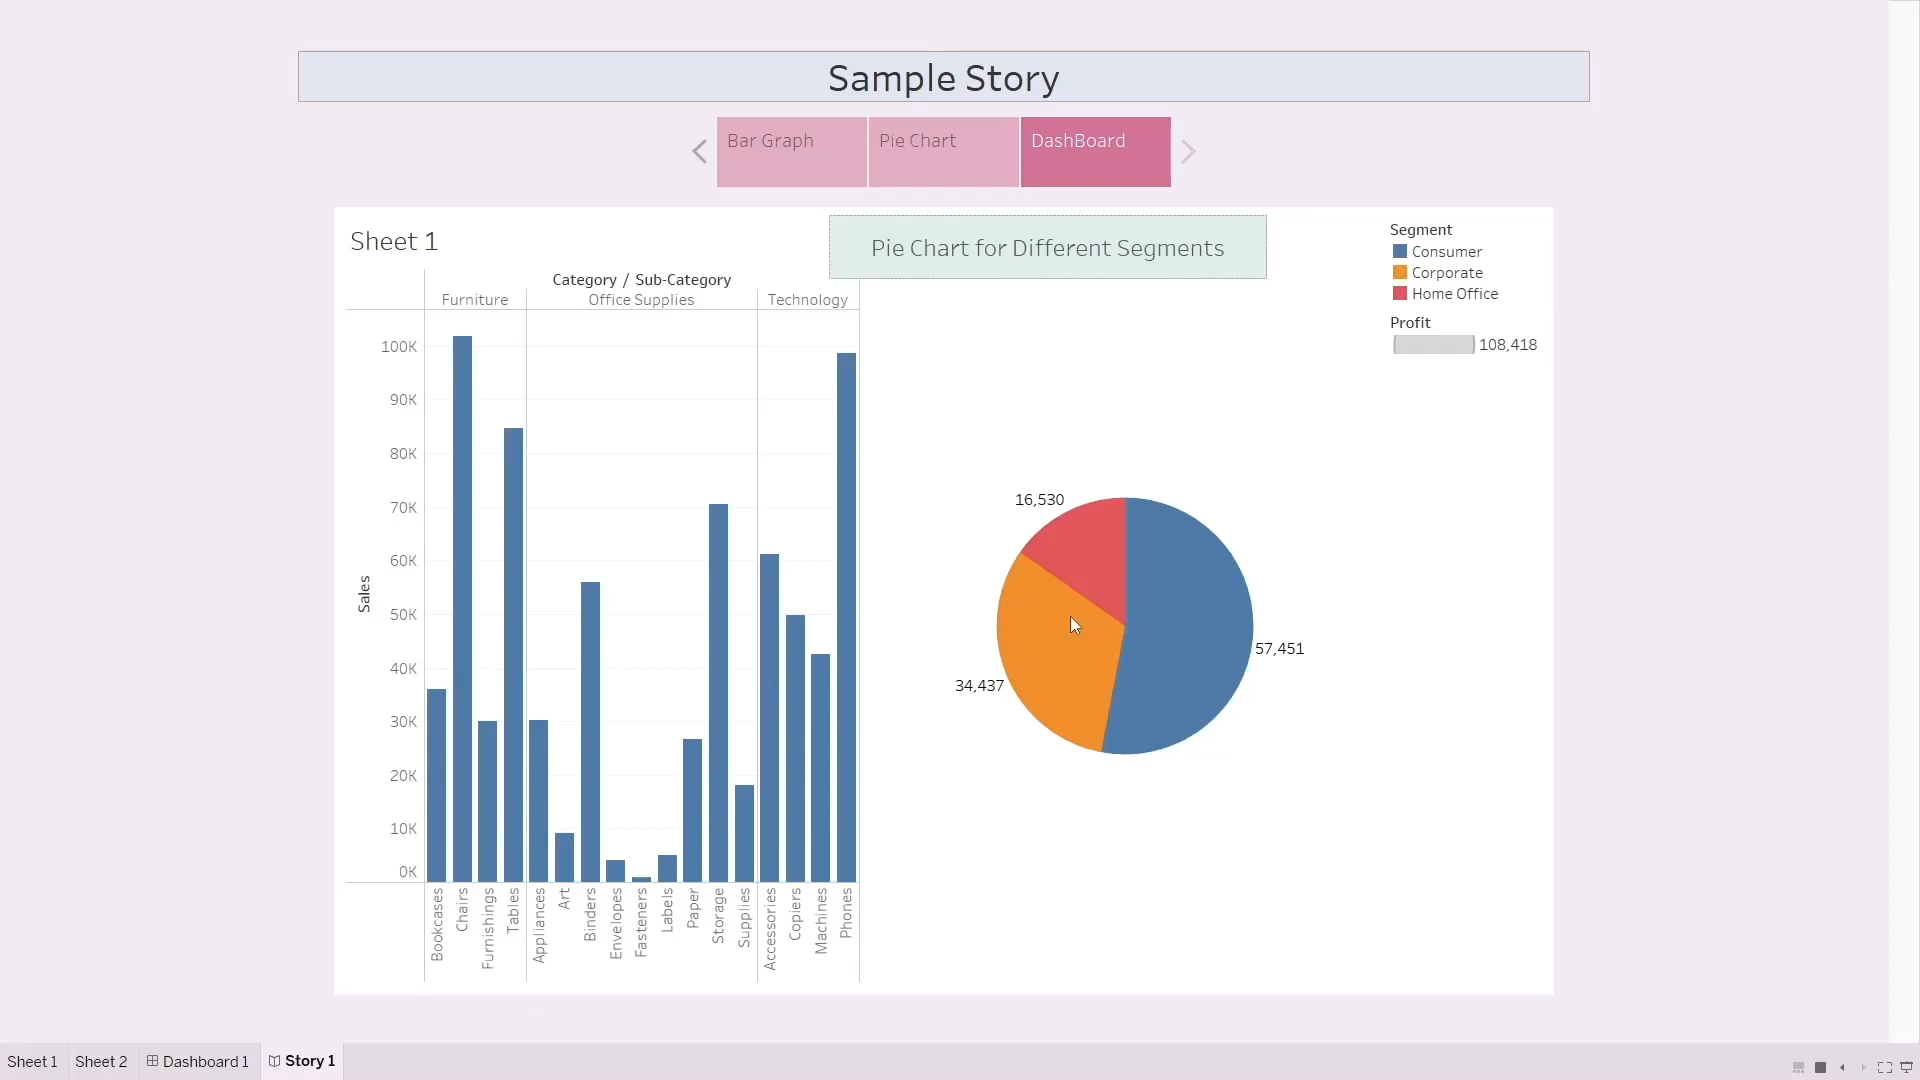 Sample Story
Bar Graph
Pie Chart
DashBoard
Sheet 1
Pie Chart for Different Segments
Category / Sub-Category
Furniture
Office Supplies
Technology
Sales
100K
90K
80K
70K
60K
50K
40K
30K
20K
10K
0K
Bookcases
Chairs
Furnishings
Tables
Appliances
Art
Binders
Envelopes
Fasteners
Labels
Paper
Storage
Supplies
Accessories
Copiers
Machines
Phones
16,530
57,451
34,437
Segment
Consumer
Corporate
Home Office
Profit
108,418
Sheet 1
Sheet 2
Dashboard 1
Story 1